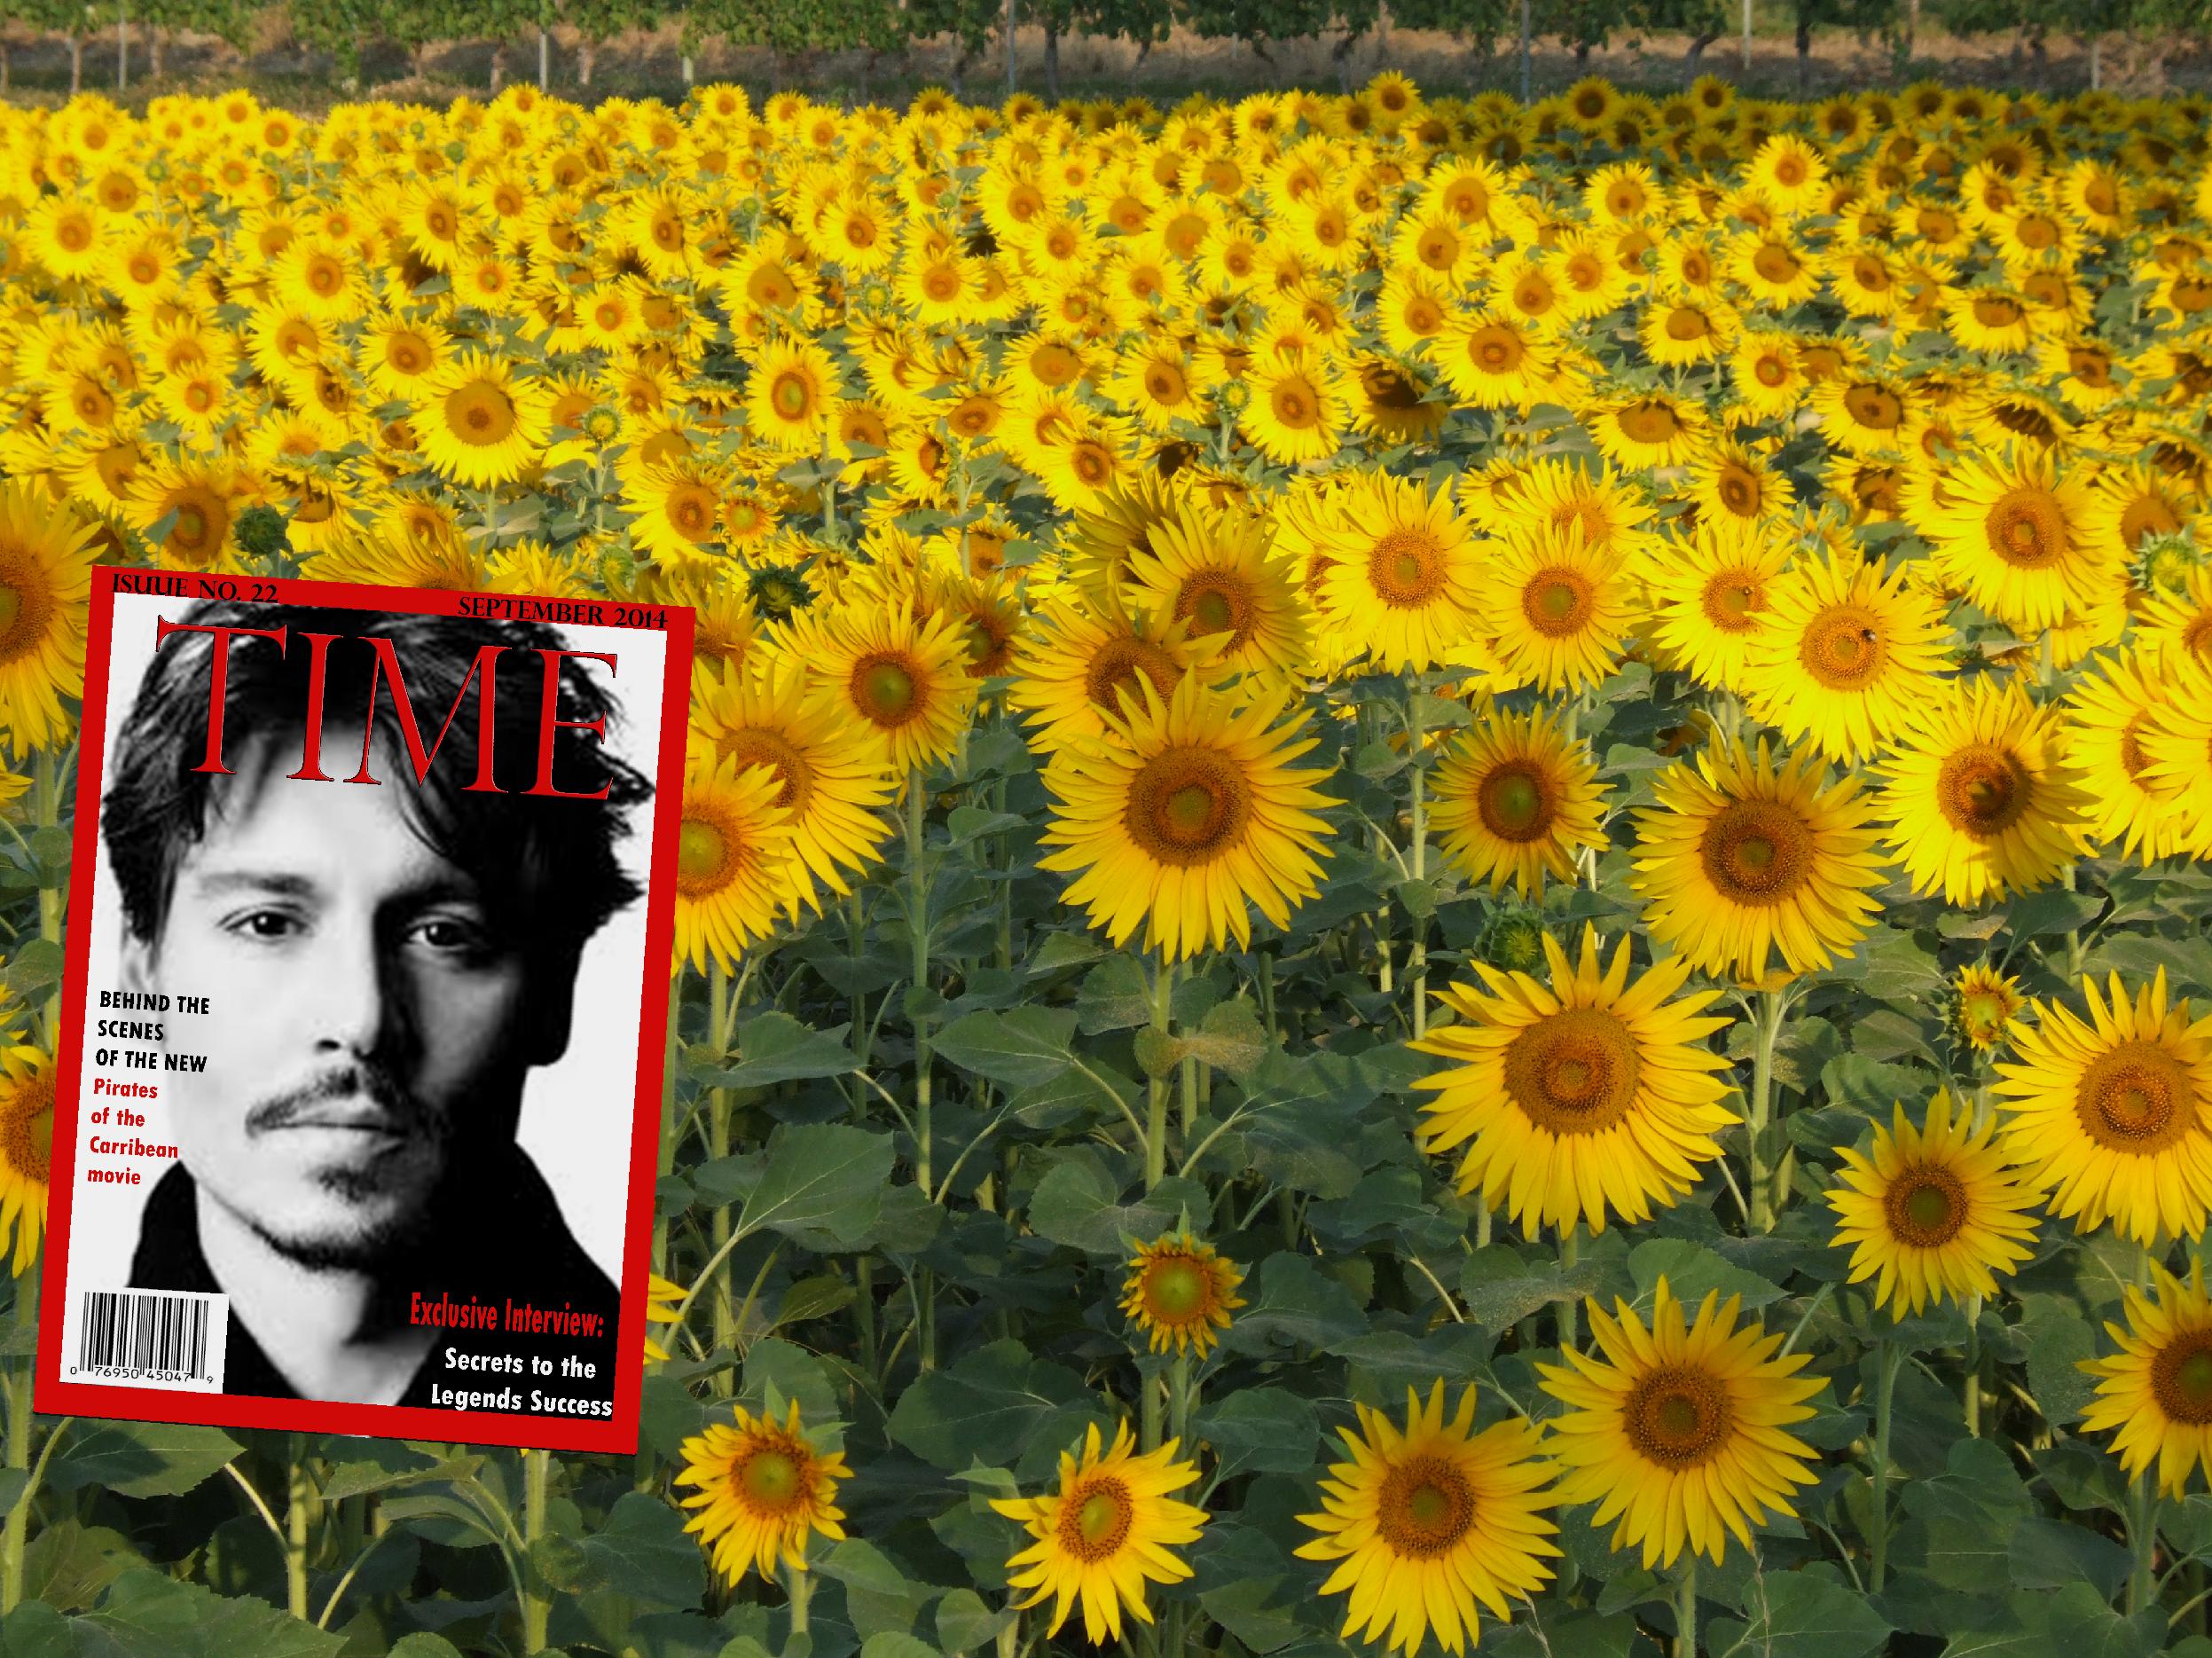 ISUUE NO. 22
SEPTEMBER 2014
TIME
BEHIND THE
SCENES
OF THE NEW
Pirates
of the
Carribean
movie
Exclusive Interview:
Secrets to the
Legends Success
0 76950 45047 9